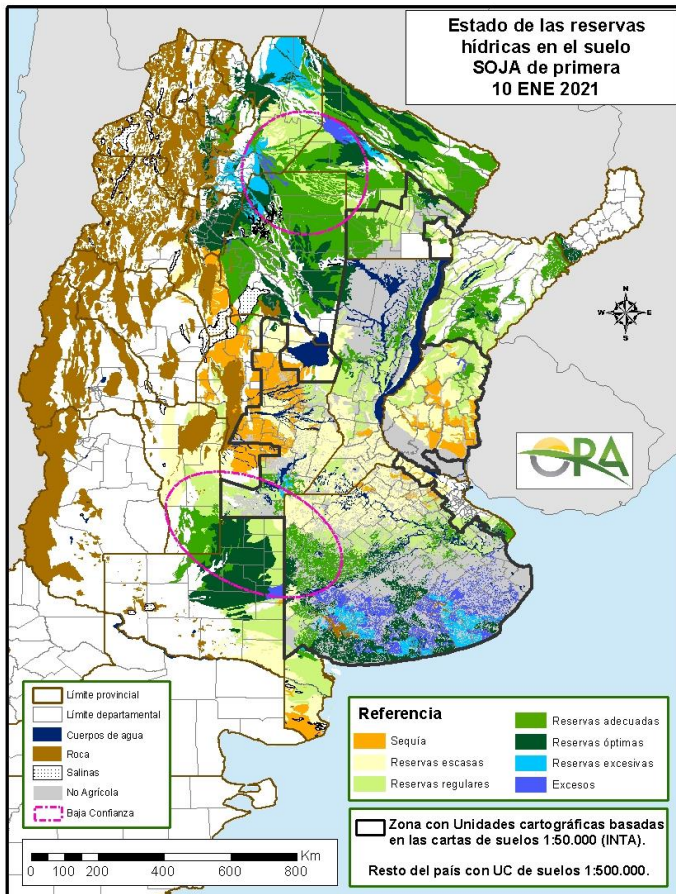 Estado de las reservas
hídricas en el suelo
SOJA de primera
10 ENE 2021
N
W
E
S
ORA
Límite provincial
Límite departamental
Cuerpos de agua
Roca
Salinas
No Agrícola
Baja Confianza
Referencia
Sequía
Reservas escasas
Reservas regulares
Reservas adecuadas
Reservas óptimas
Reservas excesivas
Excesos
Zona con Unidades cartográficas basadas
en las cartas de suelos 1:50.000 (INTA).
Resto del país con UC de suelos 1:500.000.
Km
0 100 200 400 600 800